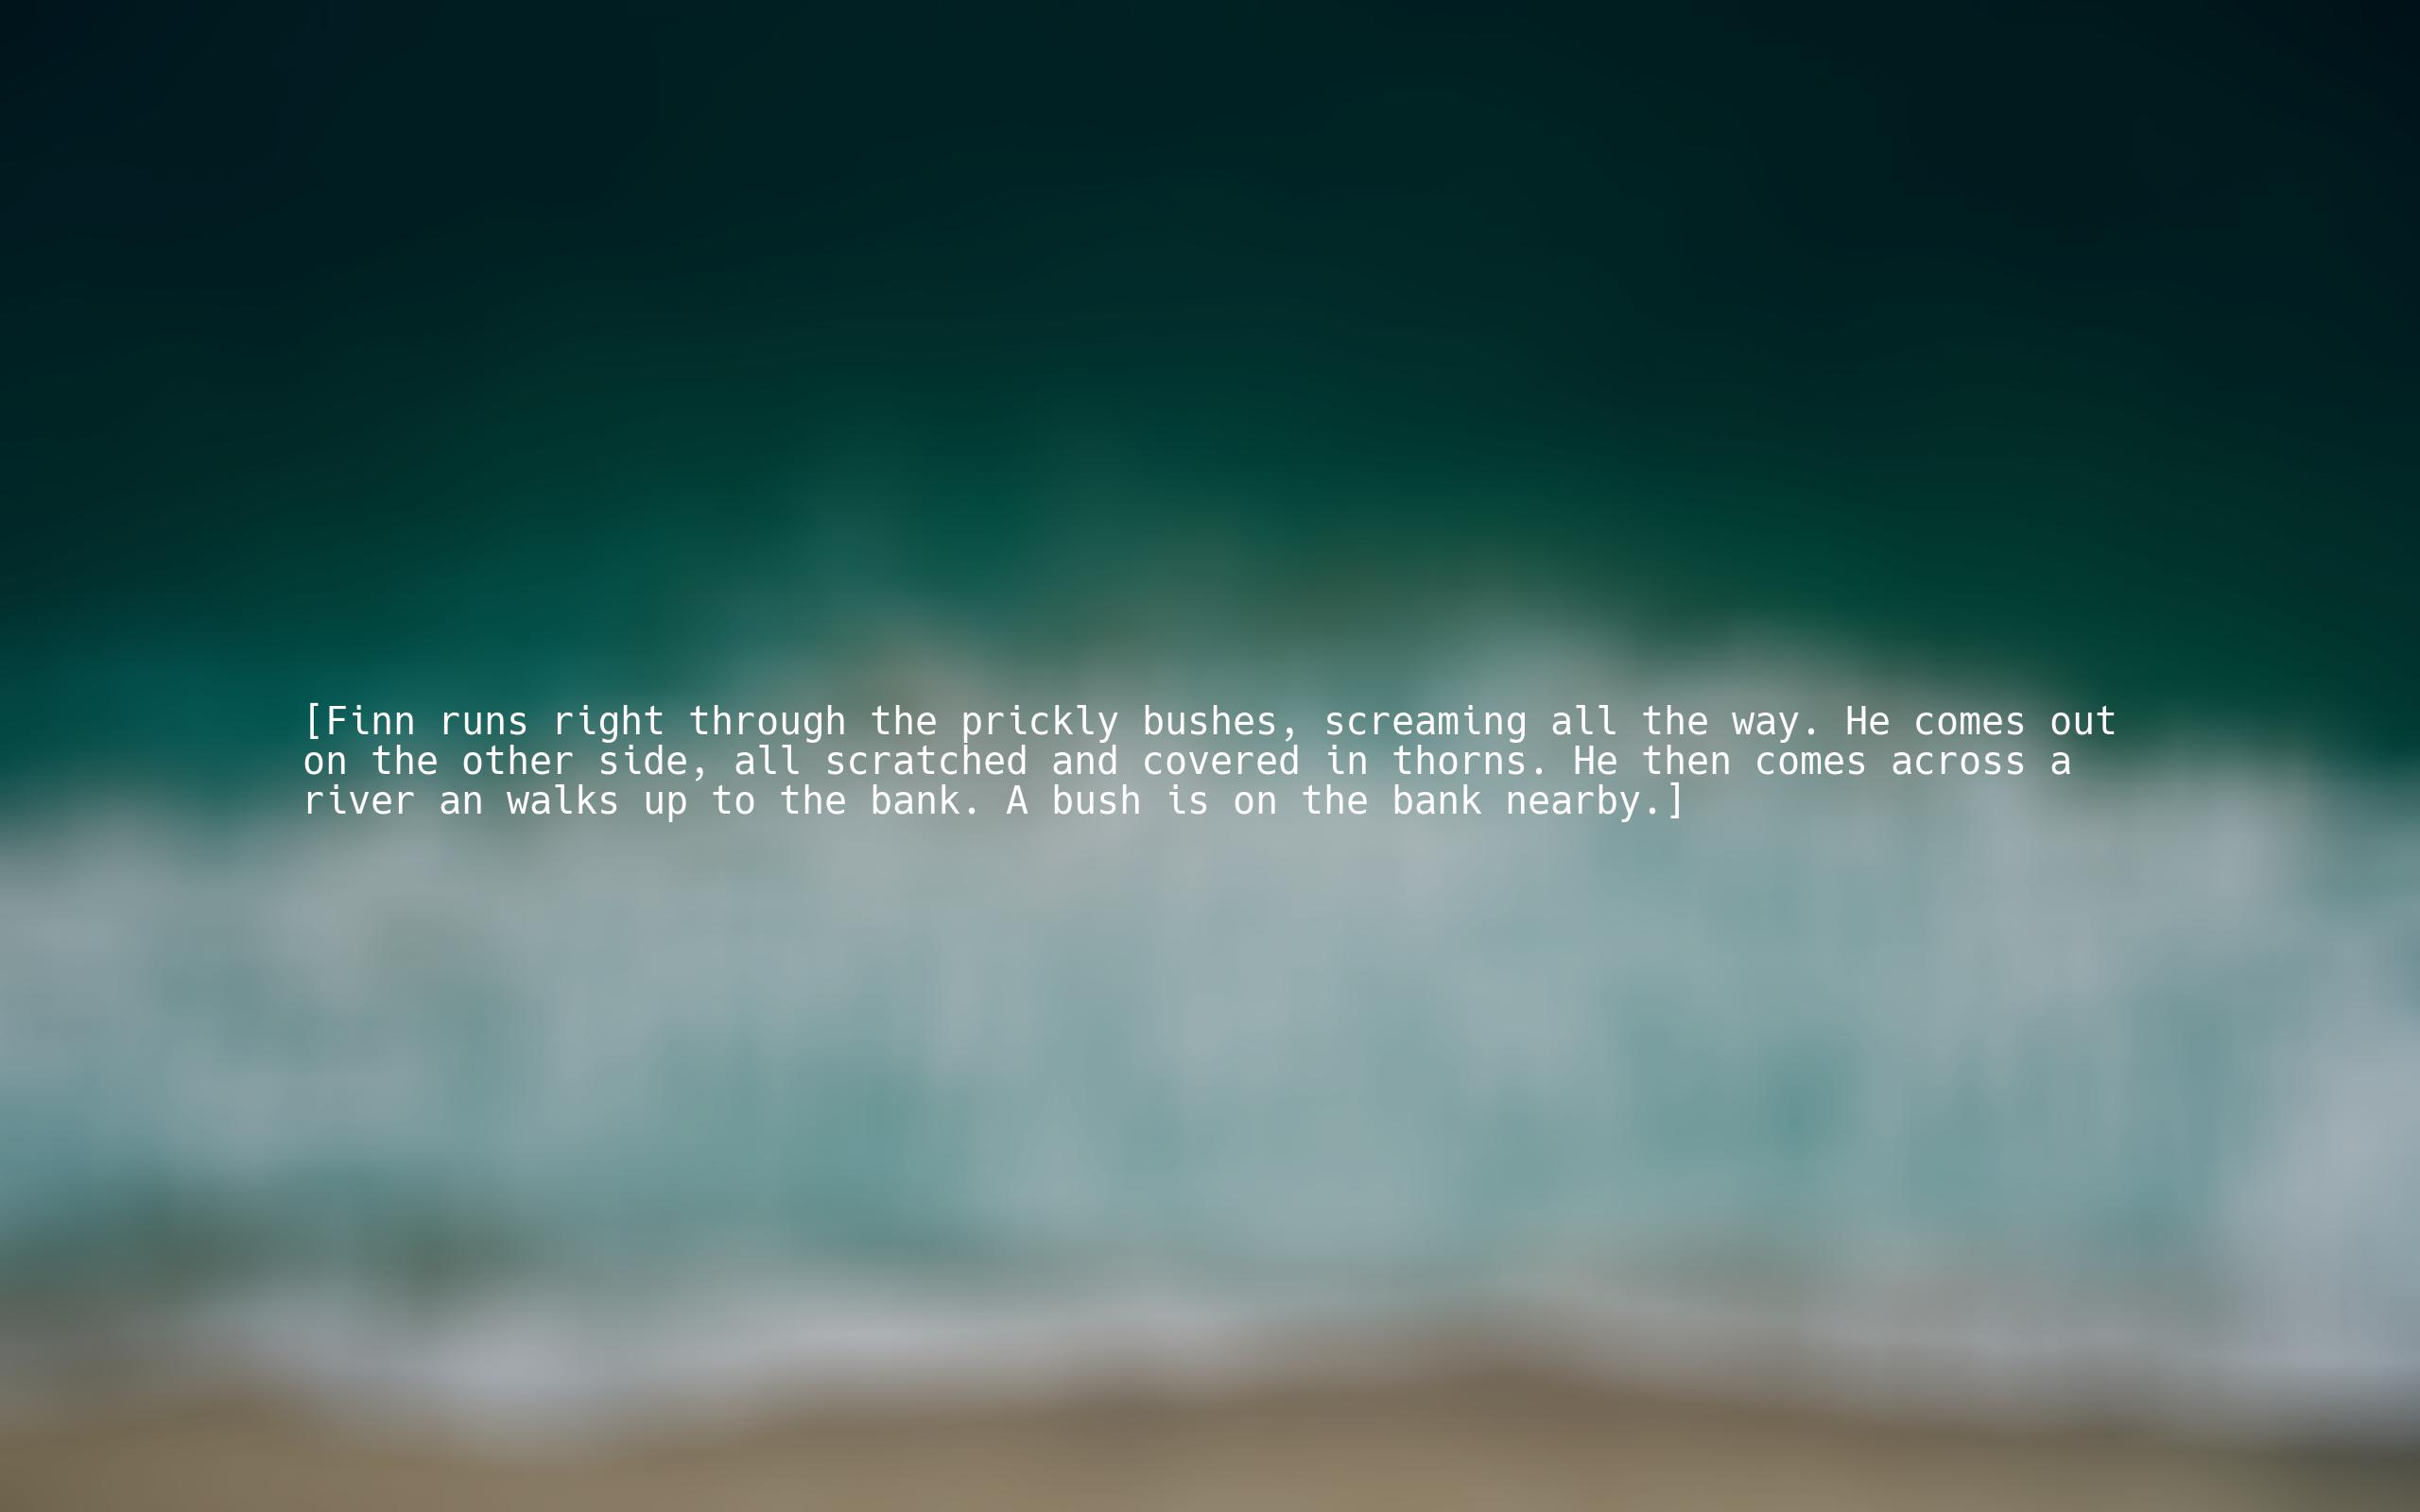 [Finn runs right through the prickly bushes, screaming all the way. He comes out
on the other side, all scratched and covered in thorns. He then comes across a
river an walks up to the bank. A bush is on the bank nearby.]